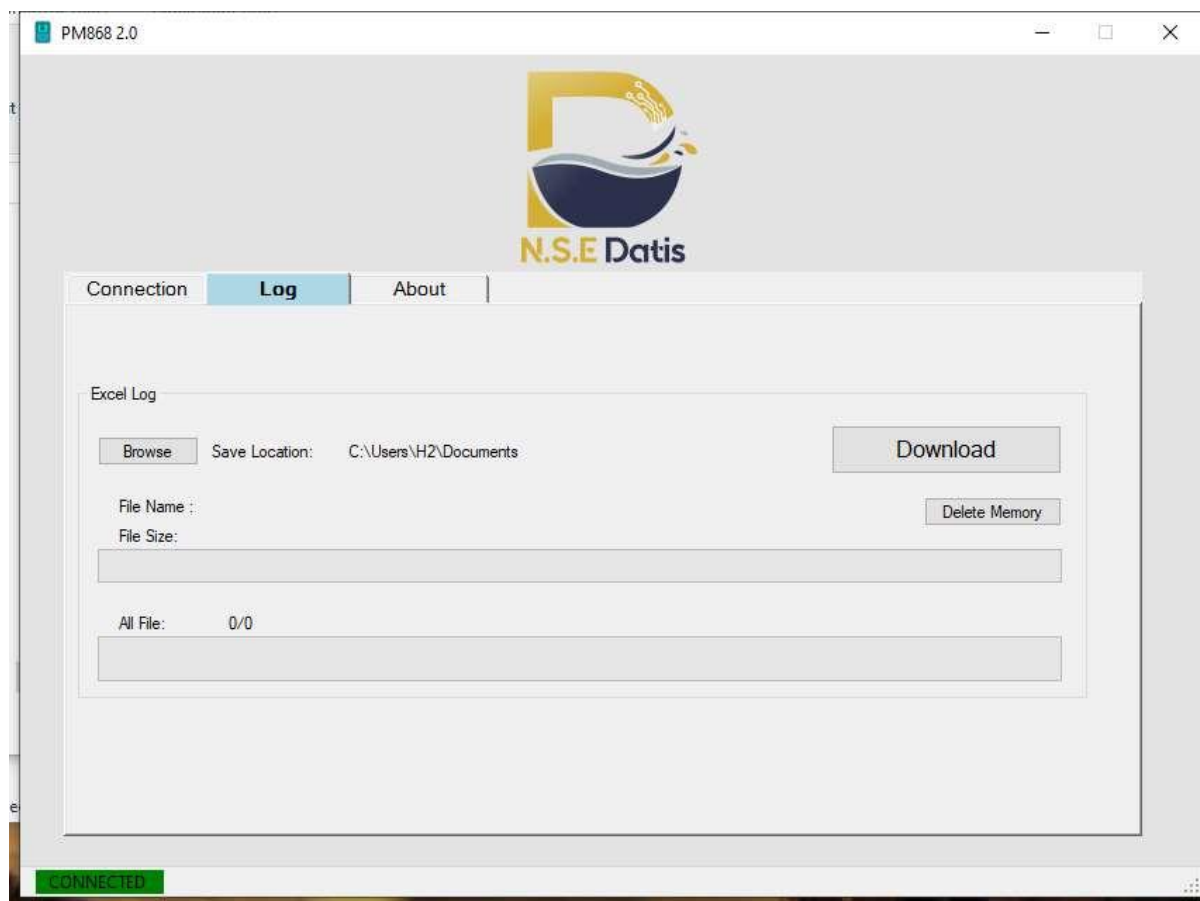 PM868 2.0
N.S.E Datis
Connection Log About
Excel Log
Browse Save Location: C:\Users\H2\Documents Download
File Name :
Delete Memory
File Size:
All File: 0/0
CONNECTED